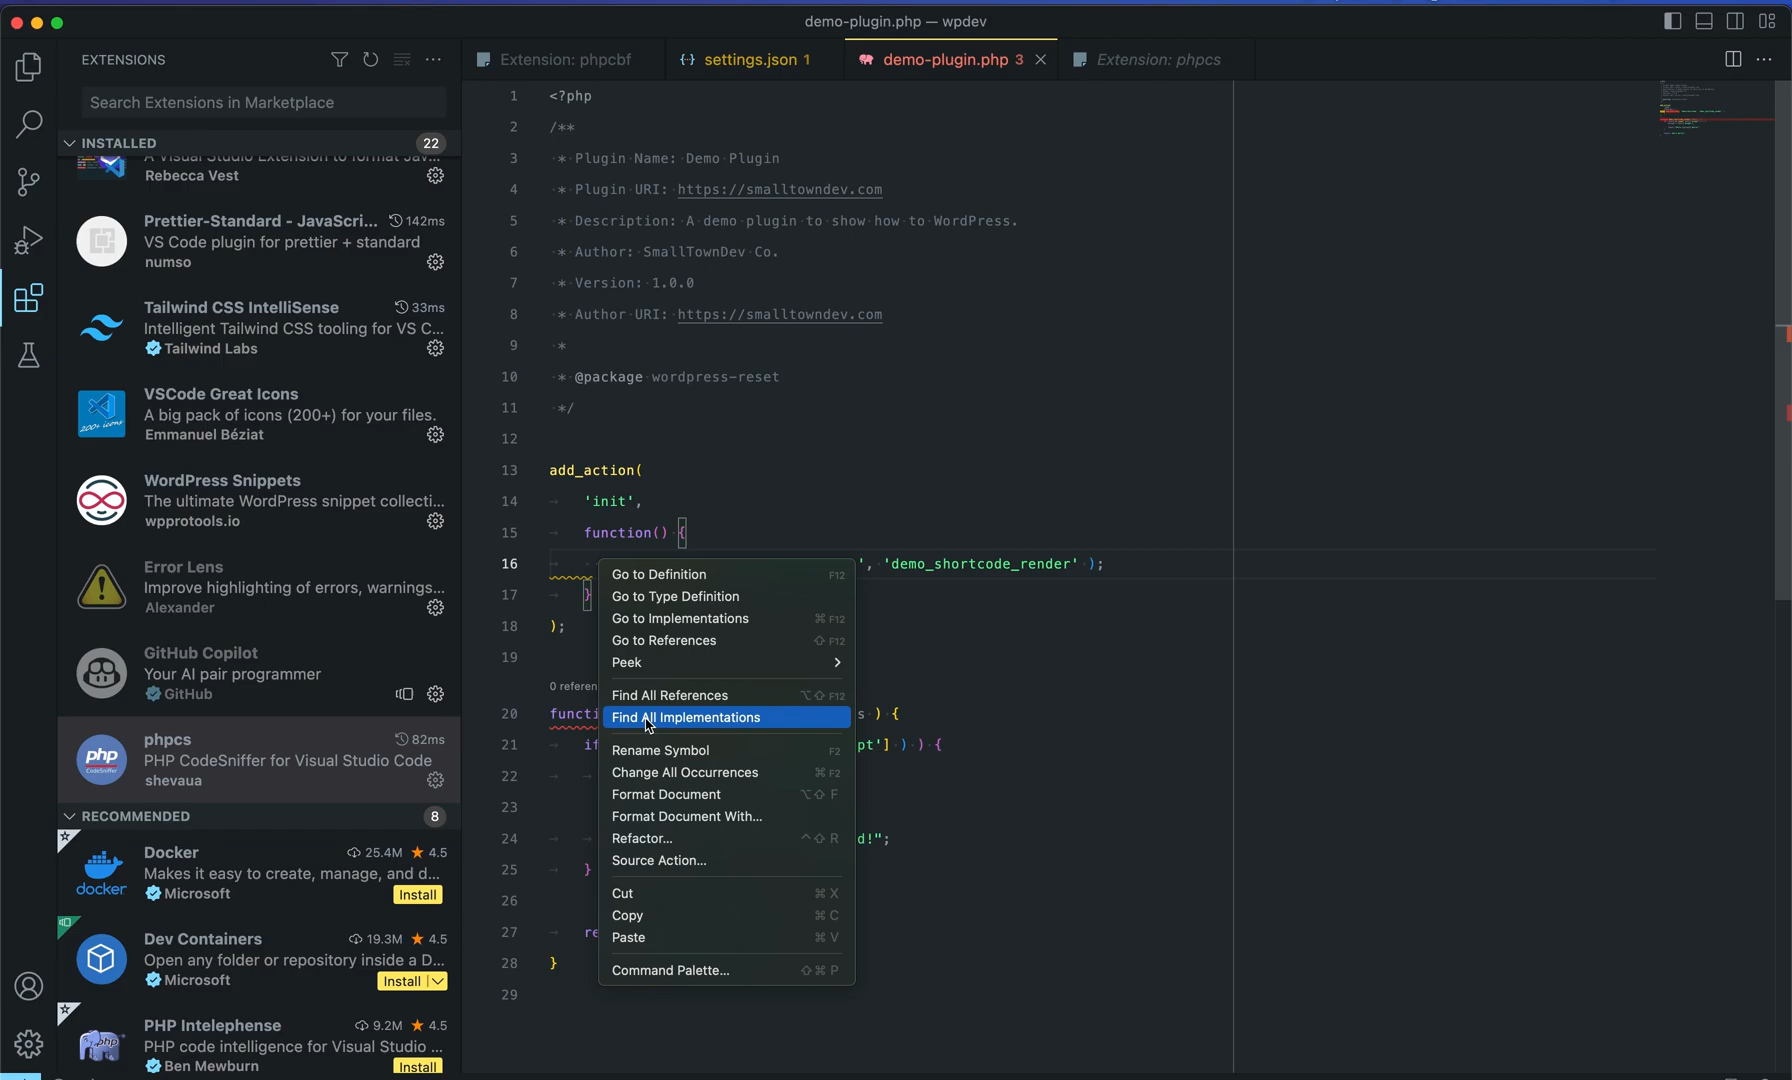 demo-plugin.php — wpdev
EXTENSIONS
Search Extensions in Marketplace
INSTALLED 22
A Visual Studio Extension to format Jav...
Rebecca Vest
Prettier-Standard - JavaScri... 142ms
VS Code plugin for prettier + standard
numso
Tailwind CSS IntelliSense 33ms
Intelligent Tailwind CSS tooling for VS C...
Tailwind Labs
VSCode Great Icons
A big pack of icons (200+) for your files.
Emmanuel Béziat
200+ icons
WordPress Snippets
The ultimate WordPress snippet collecti...
wpprotools.io
Error Lens
Improve highlighting of errors, warnings...
Alexander
GitHub Copilot
Your AI pair programmer
GitHub
php
CodeSniffer
phpcs 82ms
PHP CodeSniffer for Visual Studio Code
shevaua
RECOMMENDED 8
docker
Docker 25.4M ★ 4.5
Makes it easy to create, manage, and d...
Microsoft Install
Dev Containers 19.3M ★ 4.5
Open any folder or repository inside a D...
Microsoft Install
php
PHP Intelephense 9.2M ★ 4.5
PHP code intelligence for Visual Studio ...
Ben Mewburn Install
Extension: phpcbf
{··} settings.json 1
demo-plugin.php 3
Extension: phpcs
1 <?php
2 /**
3 * Plugin Name: Demo Plugin
4 * Plugin URI: https://smalltowndev.com
5 * Description: A demo plugin to show how to WordPress.
6 * Author: SmallTownDev Co.
7 * Version: 1.0.0
8 * Author URI: https://smalltowndev.com
9 *
10 * @package wordpress-reset
11 */
12
13 add_action(
14 'init',
15 function() {
16 ', 'demo_shortcode_render' );
17 }
18 );
19
0 referen
20 functi s ) {
21 if pt'] ) ) {
22
23
24 d!";
25 }
26
27 re
28 }
29
Go to Definition F12
Go to Type Definition
Go to Implementations ⌘ F12
Go to References ⇧ F12
Peek >
Find All References ⌥⇧ F12
Find All Implementations
Rename Symbol F2
Change All Occurrences ⌘ F2
Format Document ⌥⇧ F
Format Document With...
Refactor... ^⇧ R
Source Action...
Cut ⌘ X
Copy ⌘ C
Paste ⌘ V
Command Palette... ⇧⌘ P